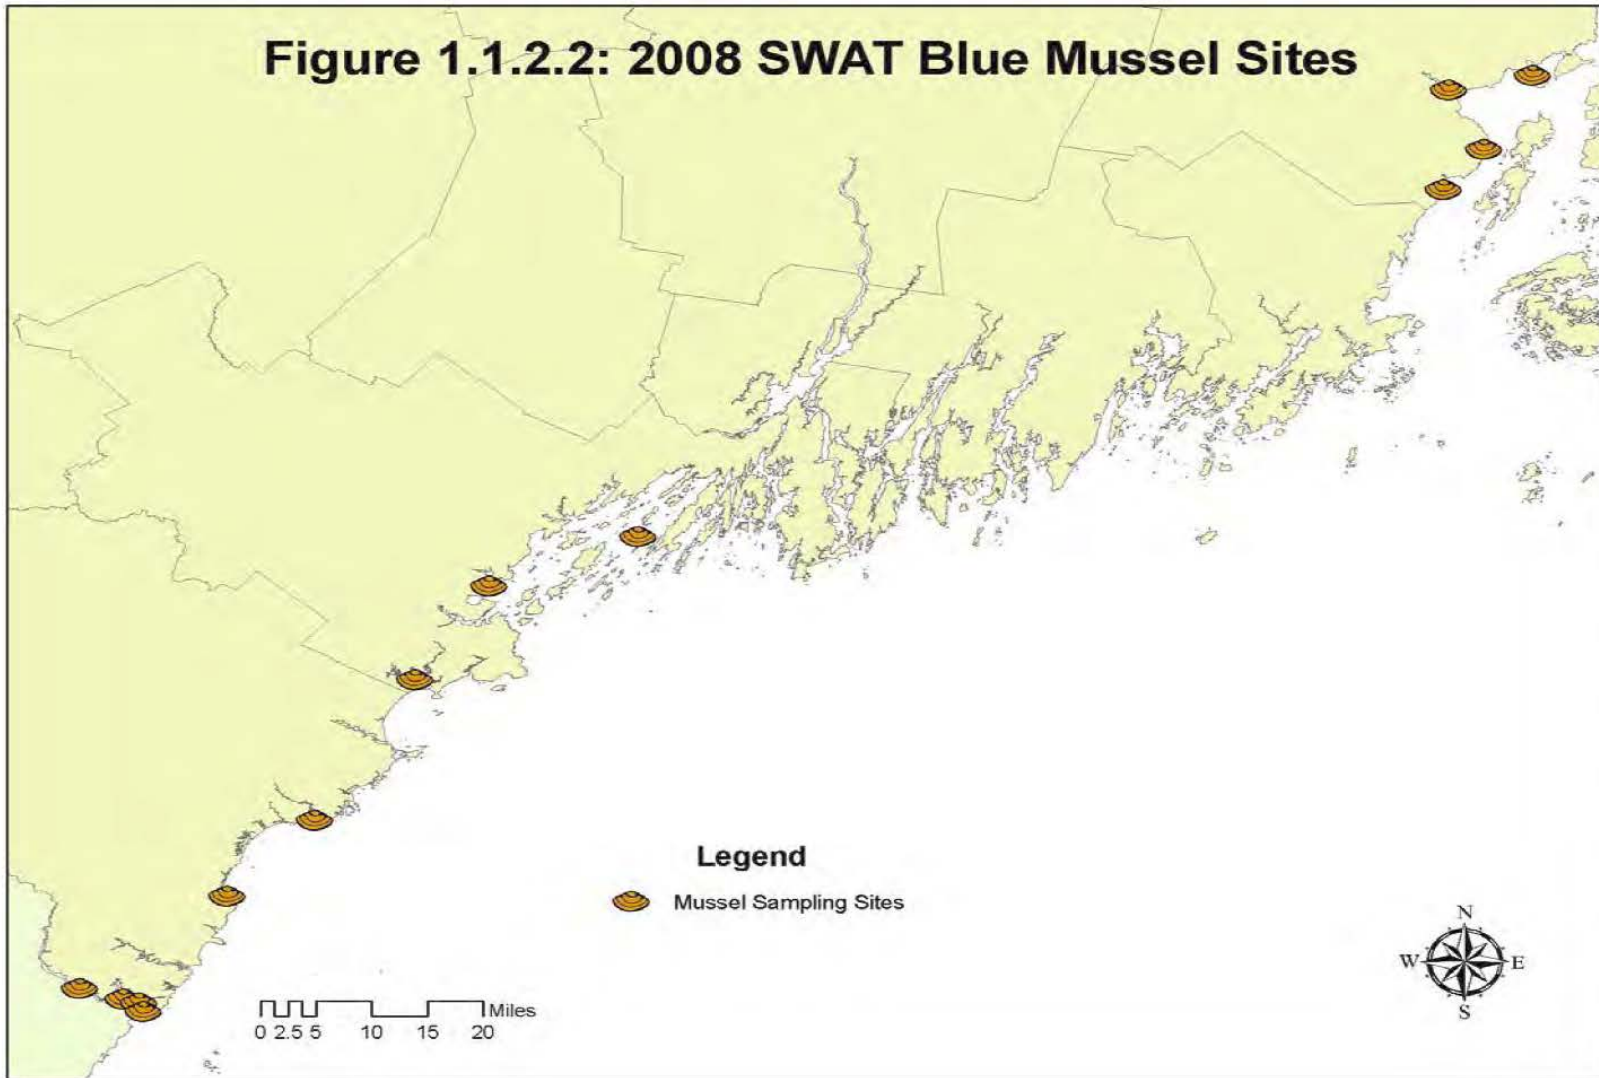 Figure 1.1.2.2: 2008 SWAT Blue Mussel Sites
Legend
Mussel Sampling Sites
N
W E
S
Miles
0 2.5 5 10 15 20